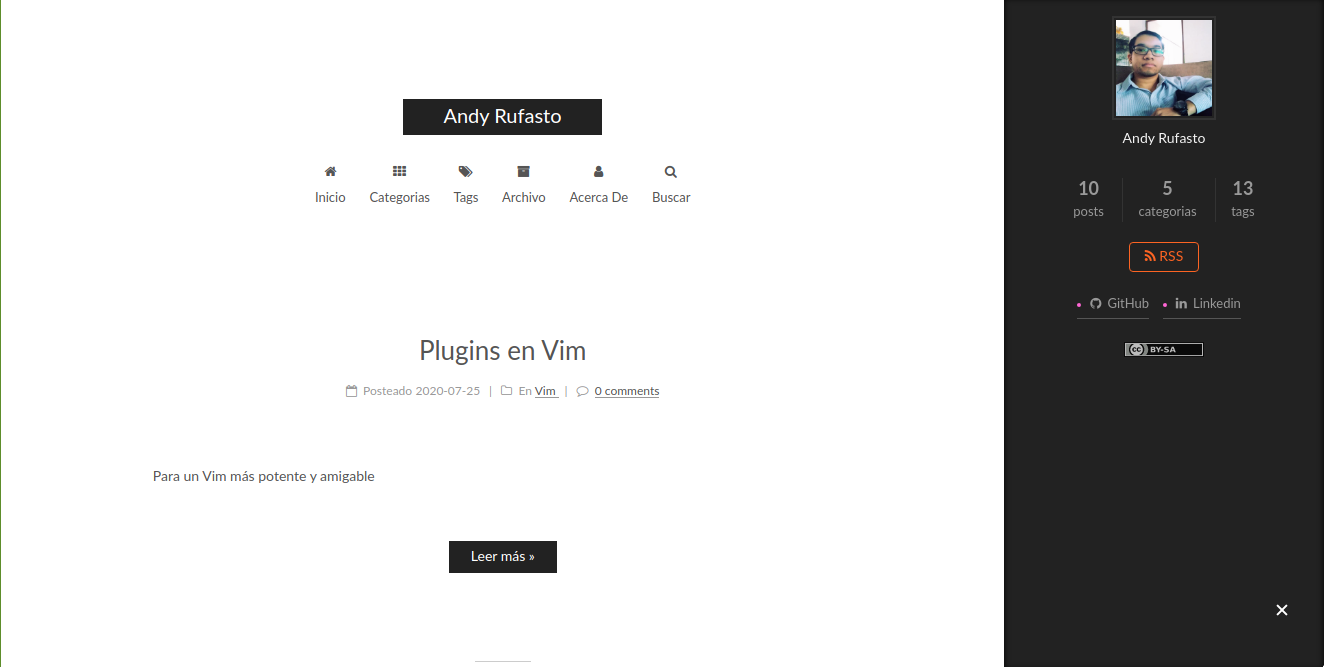 Andy Rufasto
Inicio Categorias Tags Archivo Acerca De Buscar
Plugins en Vim
Posteado 2020-07-25 | En Vim | 0 comments
Para un Vim más potente y amigable
Leer más »
Andy Rufasto
10 5 13
posts categorias tags
RSS
GitHub Linkedin
cc BY-SA